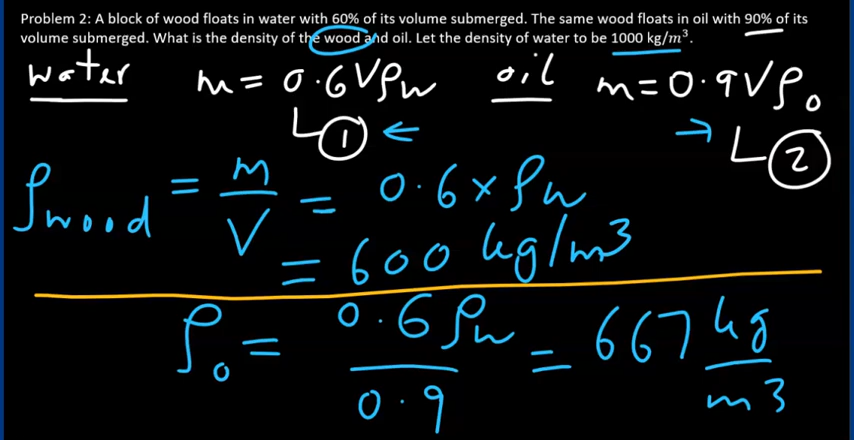 Problem 2: A block of wood floats in water with 60% of its volume submerged. The same wood floats in oil with 90% of its
volume submerged. What is the density of the wood and oil. Let the density of water to be 1000 kg/m³.
water m = 0.6Vρw oil m = 0.9Vρo
1 ← → 2
ρwood = m/V = 0.6 × ρw
= 600 kg/m3
ρo = 0.6ρw/0.9 = 667 kg/m3